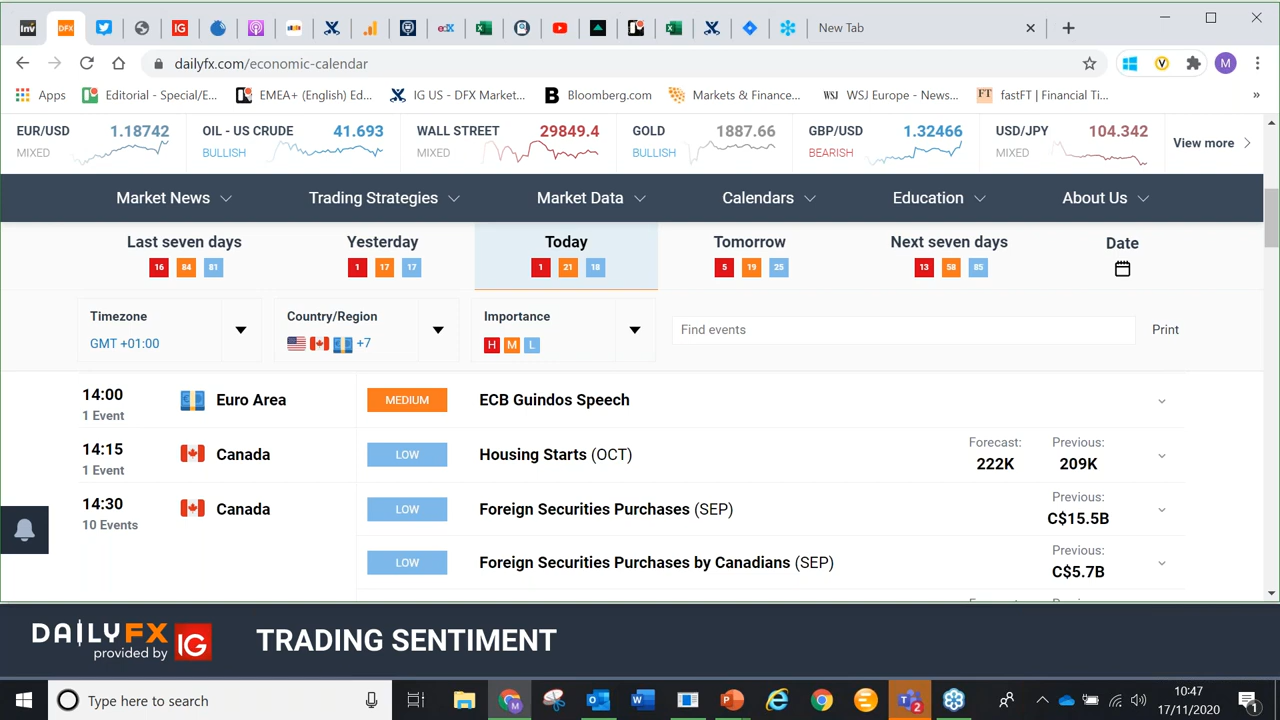 Inv
DFX
IG
edX
New Tab
dailyfx.com/economic-calendar
M
Apps
Editorial - Special/E...
EMEA+ (English) Ed...
IG US - DFX Market...
B
Bloomberg.com
Markets & Finance...
WSJ
WSJ Europe - News...
FT
fastFT | Financial Ti...
»
EUR/USD 1.18742
MIXED
OIL - US CRUDE 41.693
BULLISH
WALL STREET 29849.4
MIXED
GOLD 1887.66
BULLISH
GBP/USD 1.32466
BEARISH
USD/JPY 104.342
MIXED
View more
Market News
Trading Strategies
Market Data
Calendars
Education
About Us
Last seven days
16 84 81
Yesterday
1 17 17
Today
1 21 18
Tomorrow
5 19 25
Next seven days
13 58 85
Date
Timezone
GMT +01:00
Country/Region
+7
Importance
H M L
Find events
Print
14:00
1 Event
Euro Area
MEDIUM
ECB Guindos Speech
14:15
1 Event
Canada
LOW
Housing Starts (OCT)
Forecast:
222K
Previous:
209K
14:30
10 Events
Canada
LOW
Foreign Securities Purchases (SEP)
Previous:
C$15.5B
LOW
Foreign Securities Purchases by Canadians (SEP)
Previous:
C$5.7B
DAILYFX
provided by
IG
TRADING SENTIMENT
Type here to search
2
10:47
17/11/2020
1